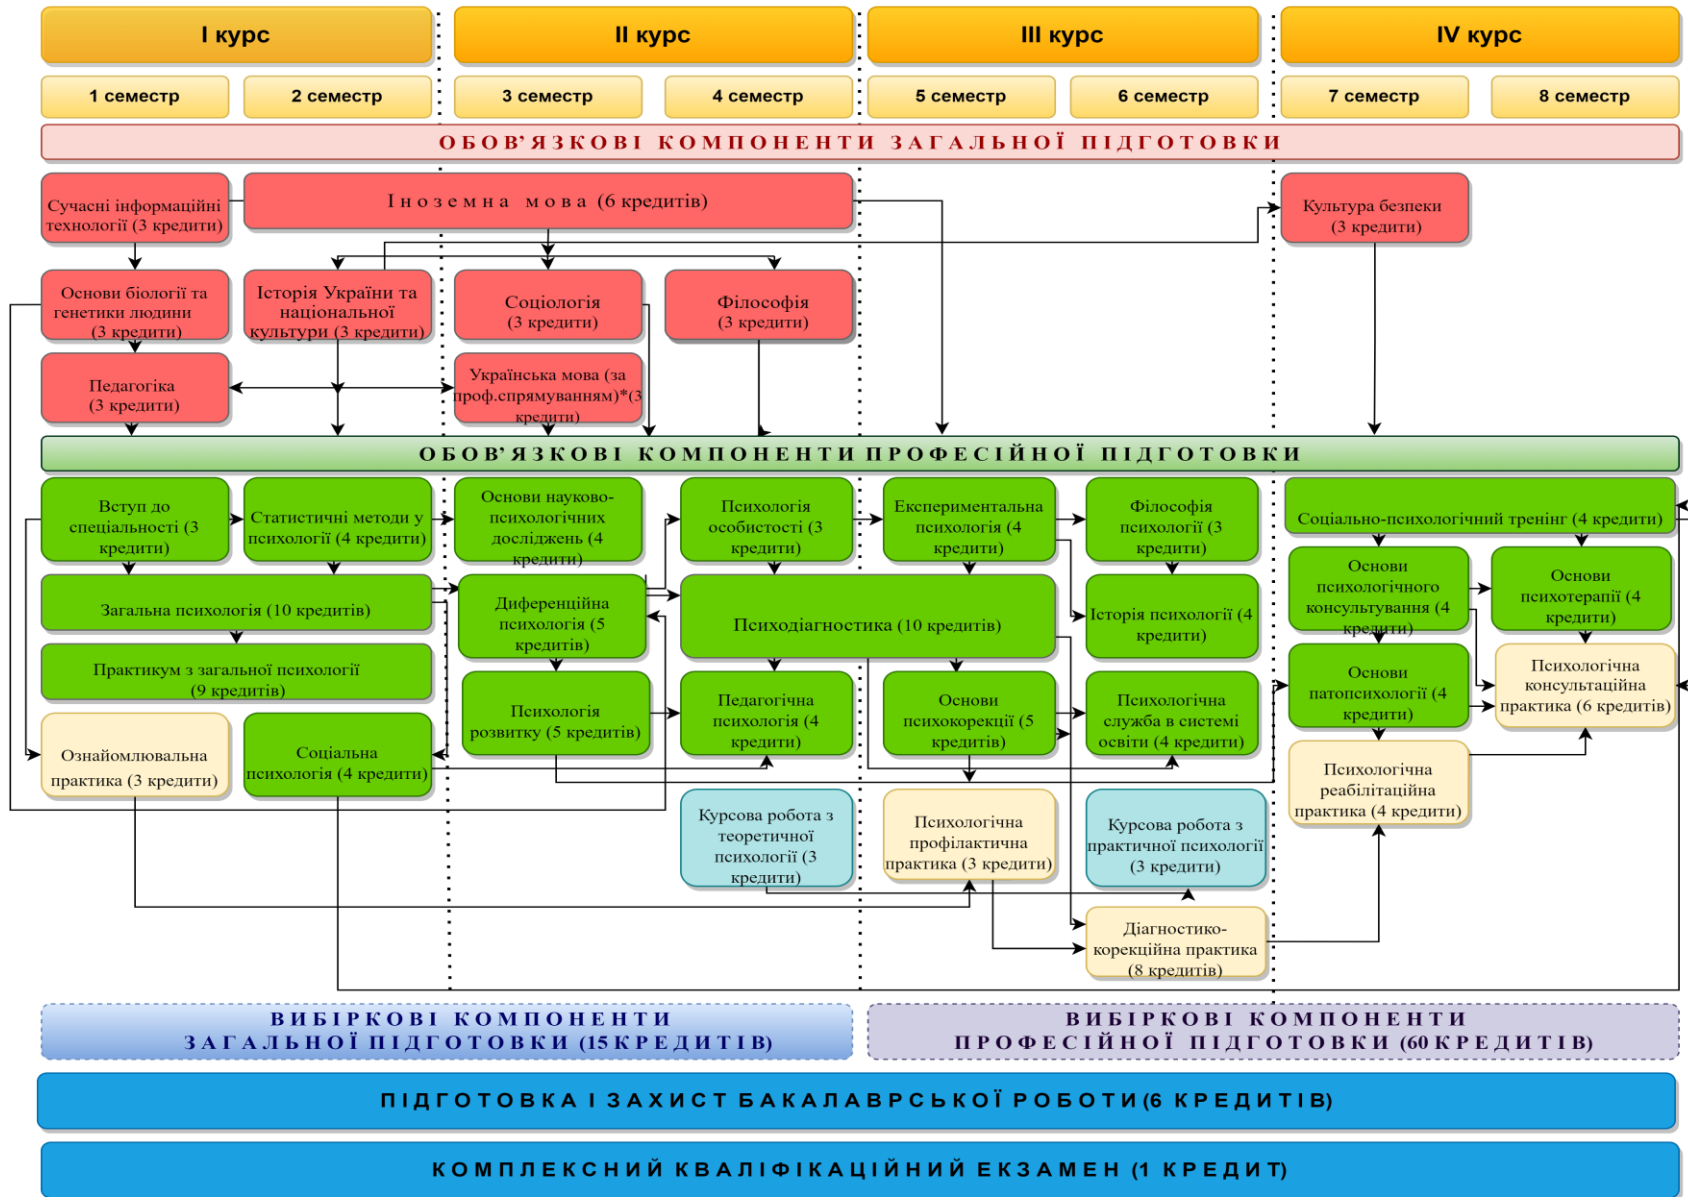 І курс
ІІ курс
ІІІ курс
IV курс
1 семестр
2 семестр
3 семестр
4 семестр
5 семестр
6 семестр
7 семестр
8 семестр
ОБОВ’ЯЗКОВІ КОМПОНЕНТИ ЗАГАЛЬНОЇ ПІДГОТОВКИ
Сучасні інформаційні
технології (3 кредити)
Іноземна мова (6 кредитів)
Культура безпеки
(3 кредити)
Основи біології та
генетики людини
(3 кредити)
Історія України та
національної
культури (3 кредити)
Соціологія
(3 кредити)
Філософія
(3 кредити)
Педагогіка
(3 кредити)
Українська мова (за
проф.спрямуванням)*(3
кредити)
ОБОВ’ЯЗКОВІ КОМПОНЕНТИ ПРОФЕСІЙНОЇ ПІДГОТОВКИ
Вступ до
спеціальності (3
кредити)
Статистичні методи у
психології (4 кредити)
Основи науково-
психологічних
досліджень (4
кредити)
Психологія
особистості (3
кредити)
Експериментальна
психологія (4
кредити)
Філософія
психології (3
кредити)
Соціально-психологічний тренінг (4 кредити)
Загальна психологія (10 кредитів)
Диференційна
психологія (5
кредитів)
Психодіагностика (10 кредитів)
Історія психології (4
кредити)
Основи
психологічного
консультування (4
кредити)
Основи
психотерапії (4
кредити)
Практикум з загальної психології
(9 кредитів)
Психологія
розвитку (5 кредитів)
Педагогічна
психологія (4
кредити)
Основи
психокорекції (5
кредитів)
Психологічна
служба в системі
освіти (4 кредити)
Основи
патопсихології (4
кредити)
Психологічна
консультаційна
практика (6 кредитів)
Ознайомлювальна
практика (3 кредити)
Соціальна
психологія (4 кредити)
Психологічна
реабілітаційна
практика (4 кредити)
Курсова робота з
теоретичної
психології (3
кредити)
Психологічна
профілактична
практика (3 кредити)
Курсова робота з
практичної психології
(3 кредити)
Діагностико-
корекційна практика
(8 кредитів)
ВИБІРКОВІ КОМПОНЕНТИ
ЗАГАЛЬНОЇ ПІДГОТОВКИ (15 КРЕДИТІВ)
ВИБІРКОВІ КОМПОНЕНТИ
ПРОФЕСІЙНОЇ ПІДГОТОВКИ (60 КРЕДИТІВ)
ПІДГОТОВКА І ЗАХИСТ БАКАЛАВРСЬКОЇ РОБОТИ (6 КРЕДИТІВ)
КОМПЛЕКСНИЙ КВАЛІФІКАЦІЙНИЙ ЕКЗАМЕН (1 КРЕДИТ)